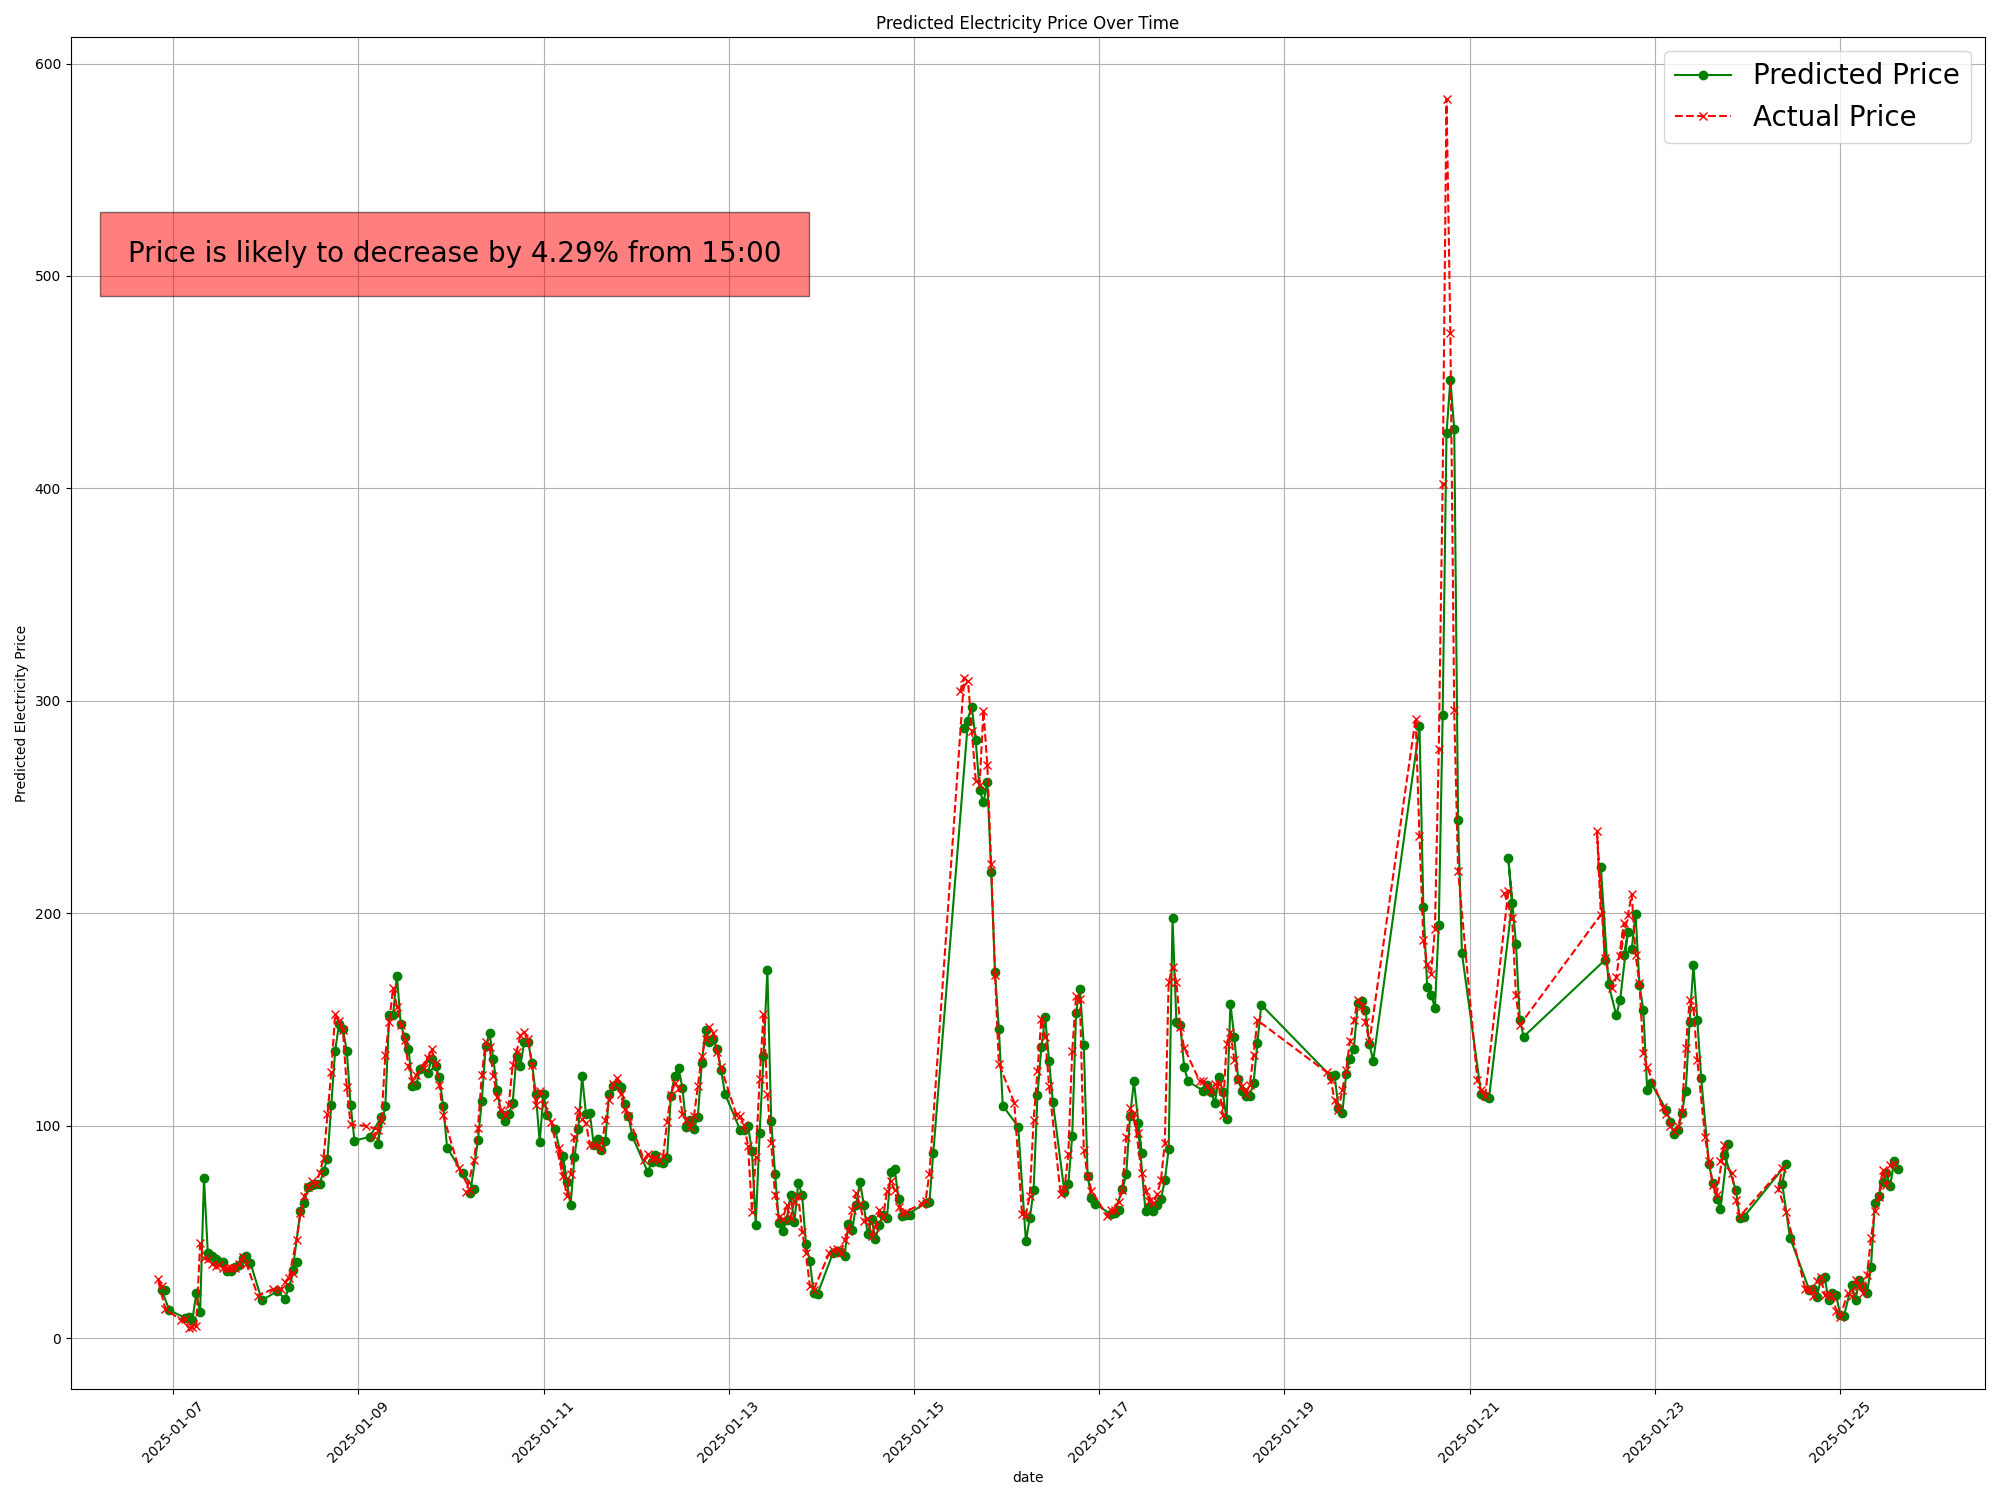 Predicted Electricity Price Over Time
Predicted Price
Actual Price
Price is likely to decrease by 4.29% from 15:00
Predicted Electricity Price
600
500
400
300
200
100
0
2025-01-07
2025-01-09
2025-01-11
2025-01-13
2025-01-15
2025-01-17
2025-01-19
2025-01-21
2025-01-23
2025-01-25
date